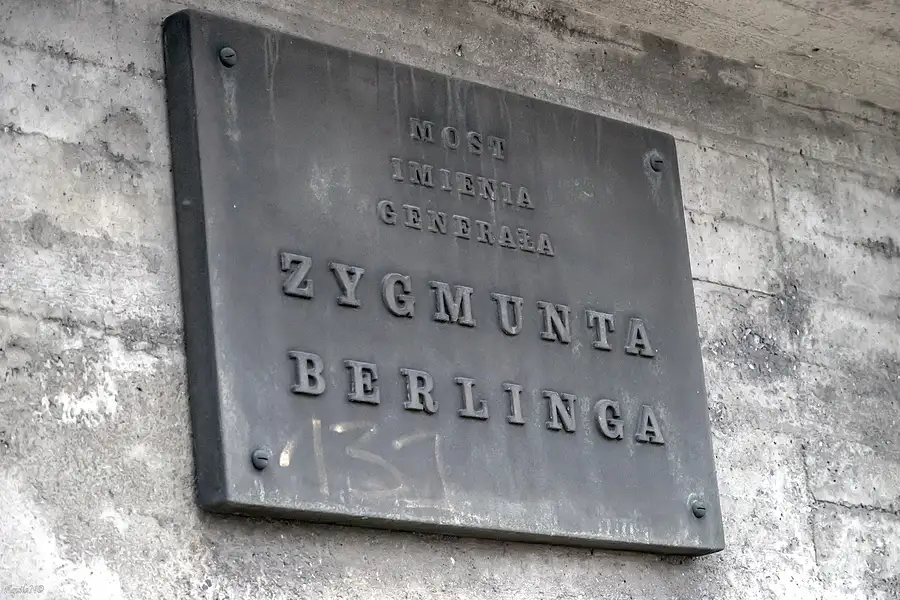 MOST
IMIENIA
GENERAŁA
ZYGMUNTA
BERLINGA